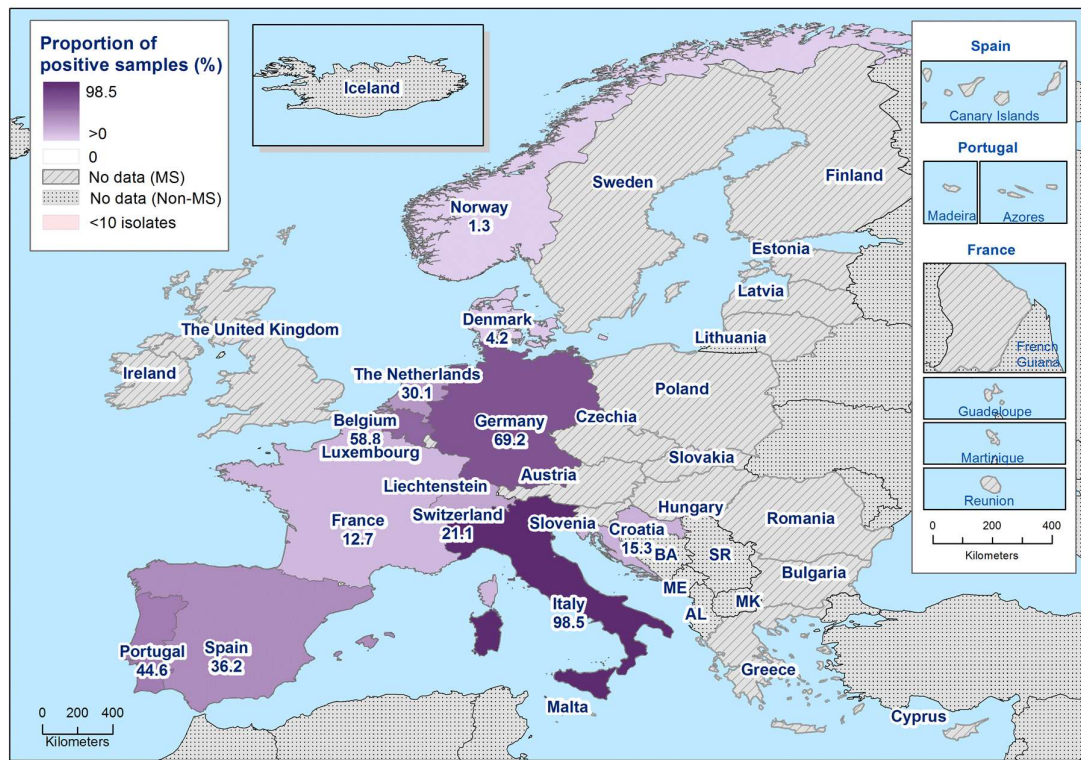 Proportion of
positive samples (%)
98.5
>0
0
No data (MS)
No data (Non-MS)
<10 isolates
Iceland
Norway
1.3
Sweden
Finland
Estonia
Latvia
Lithuania
Denmark
4.2
The United Kingdom
Ireland
The Netherlands
30.1
Belgium
58.8
Luxembourg
Germany
69.2
Poland
Czechia
Slovakia
Austria
Liechtenstein
Switzerland
21.1
France
12.7
Slovenia
Croatia
15.3
Hungary
Romania
BA
SR
Bulgaria
ME
MK
AL
Italy
98.5
Portugal
44.6
Spain
36.2
Greece
Malta
Cyprus
0 200 400
Kilometers
Spain
Canary Islands
Portugal
Madeira
Azores
France
French
Guiana
Guadeloupe
Martinique
Reunion
0 200 400
Kilometers